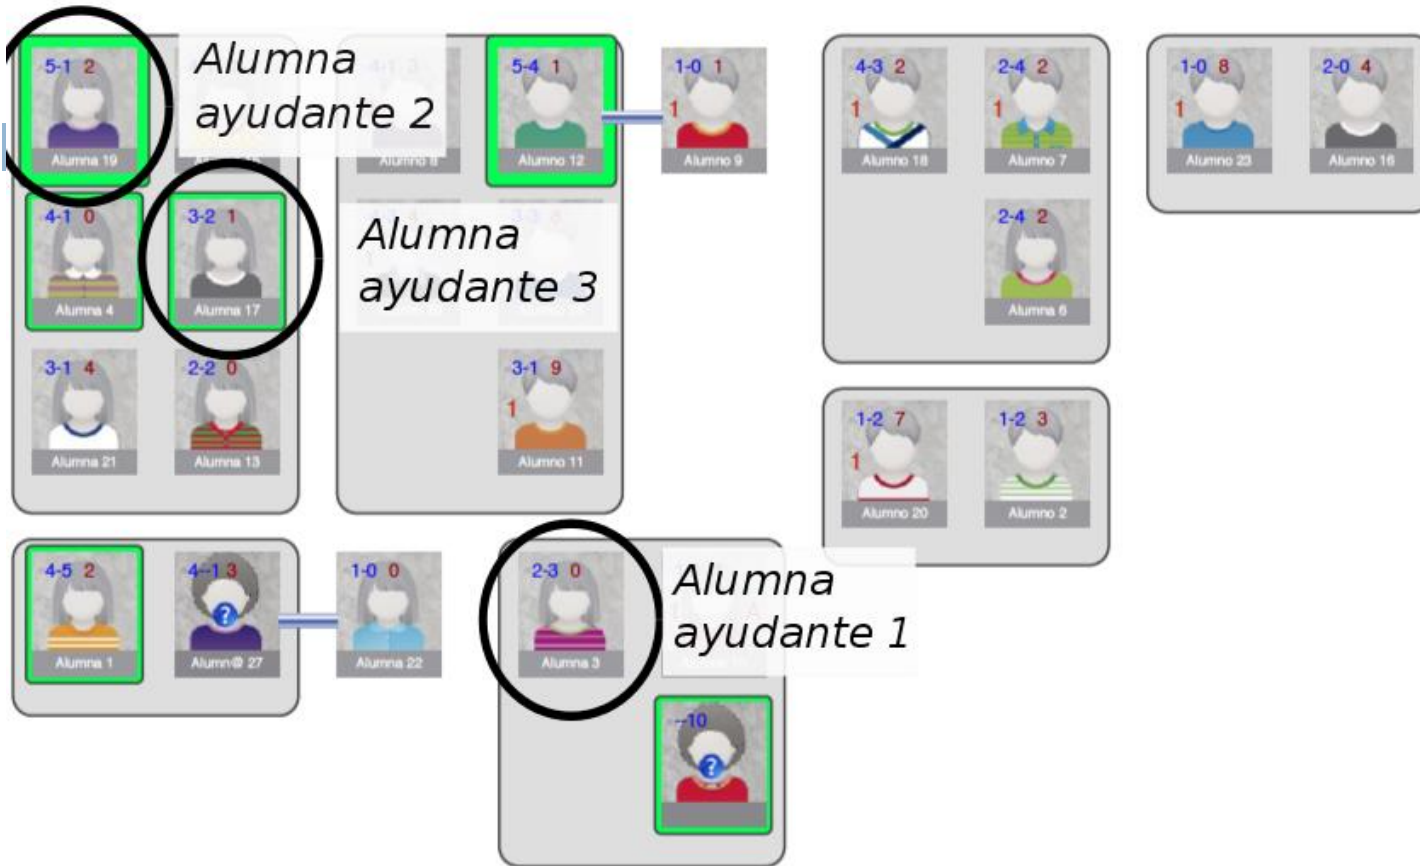 5-1 2
Alumna 19
Alumna
ayudante 2
Alumno 8
5-4 1
Alumno 12
1-0 1
1
Alumno 9
4-3 2
1
Alumno 18
2-4 2
1
Alumno 7
1-0 8
1
Alumno 23
2-0 4
Alumno 16
4-1 0
Alumna 4
3-2 1
Alumna 17
Alumna
ayudante 3
2-4 2
Alumna 6
3-1 4
Alumna 21
2-2 0
Alumna 13
3-1 9
1
Alumno 11
1-2 7
1
Alumno 20
1-2 3
Alumno 2
4-5 2
Alumna 1
4--1 3
?
Alumn@ 27
1-0 0
Alumna 22
2-3 0
Alumna 3
Alumna
ayudante 1
--10
?